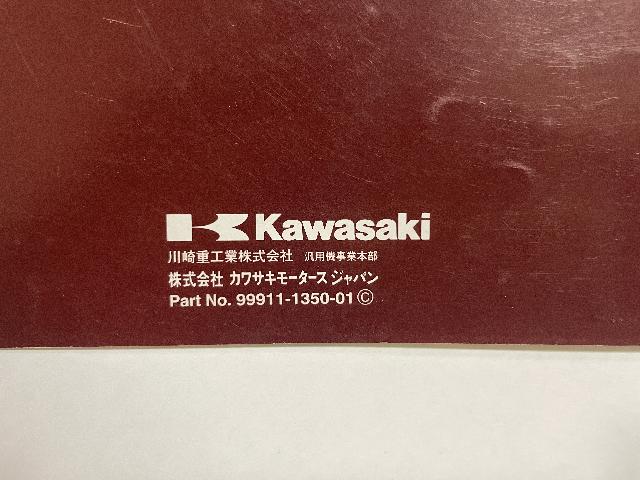 Kawasaki
川崎重工業株式会社 汎用機事業本部
株式会社 カワサキモータースジャパン
Part No. 99911-1350-01 ©